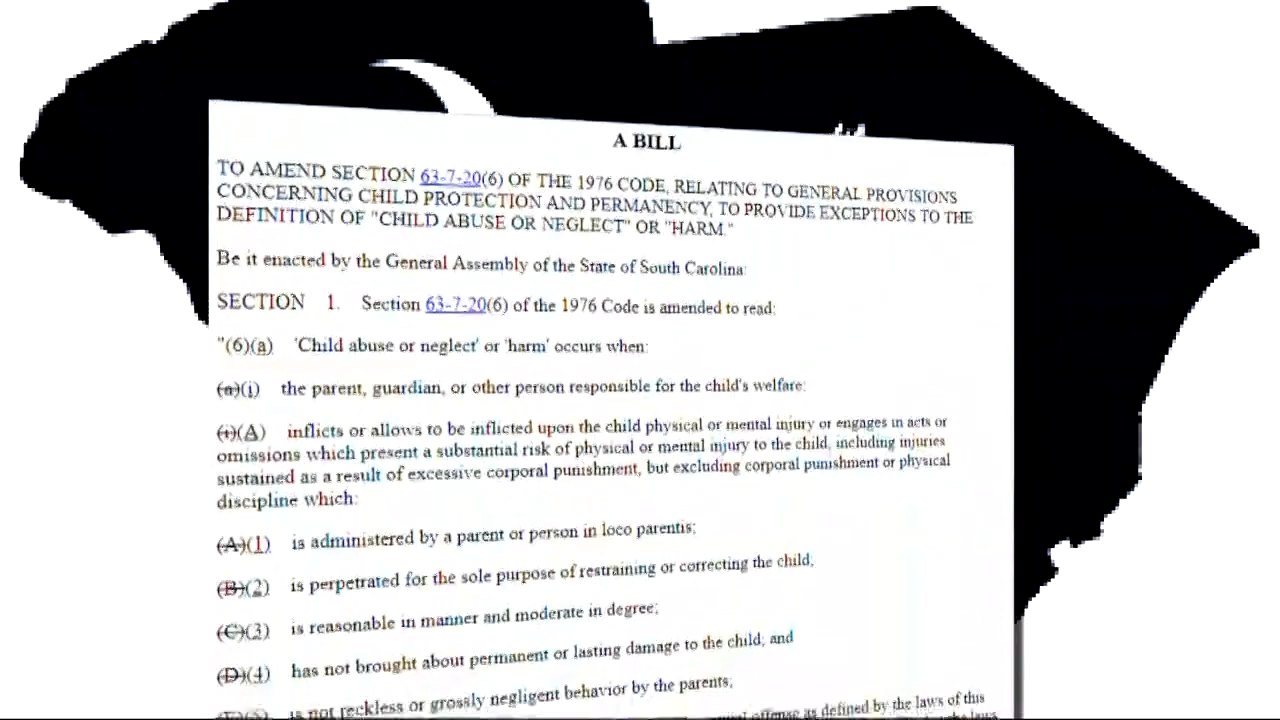 A BILL
TO AMEND SECTION 63-7-20(6) OF THE 1976 CODE, RELATING TO GENERAL PROVISIONS
CONCERNING CHILD PROTECTION AND PERMANENCY, TO PROVIDE EXCEPTIONS TO THE
DEFINITION OF "CHILD ABUSE OR NEGLECT" OR "HARM."
Be it enacted by the General Assembly of the State of South Carolina:
SECTION 1. Section 63-7-20(6) of the 1976 Code is amended to read:
"(6)(a) 'Child abuse or neglect' or 'harm' occurs when:
(a)(i) the parent, guardian, or other person responsible for the child's welfare:
(i)(A) inflicts or allows to be inflicted upon the child physical or mental injury or engages in acts or
omissions which present a substantial risk of physical or mental injury to the child, including injuries
sustained as a result of excessive corporal punishment, but excluding corporal punishment or physical
discipline which:
(A)(1) is administered by a parent or person in loco parentis;
(B)(2) is perpetrated for the sole purpose of restraining or correcting the child;
(C)(3) is reasonable in manner and moderate in degree;
(D)(4) has not brought about permanent or lasting damage to the child; and
is not reckless or grossly negligent behavior by the parents;
offense as defined by the laws of this